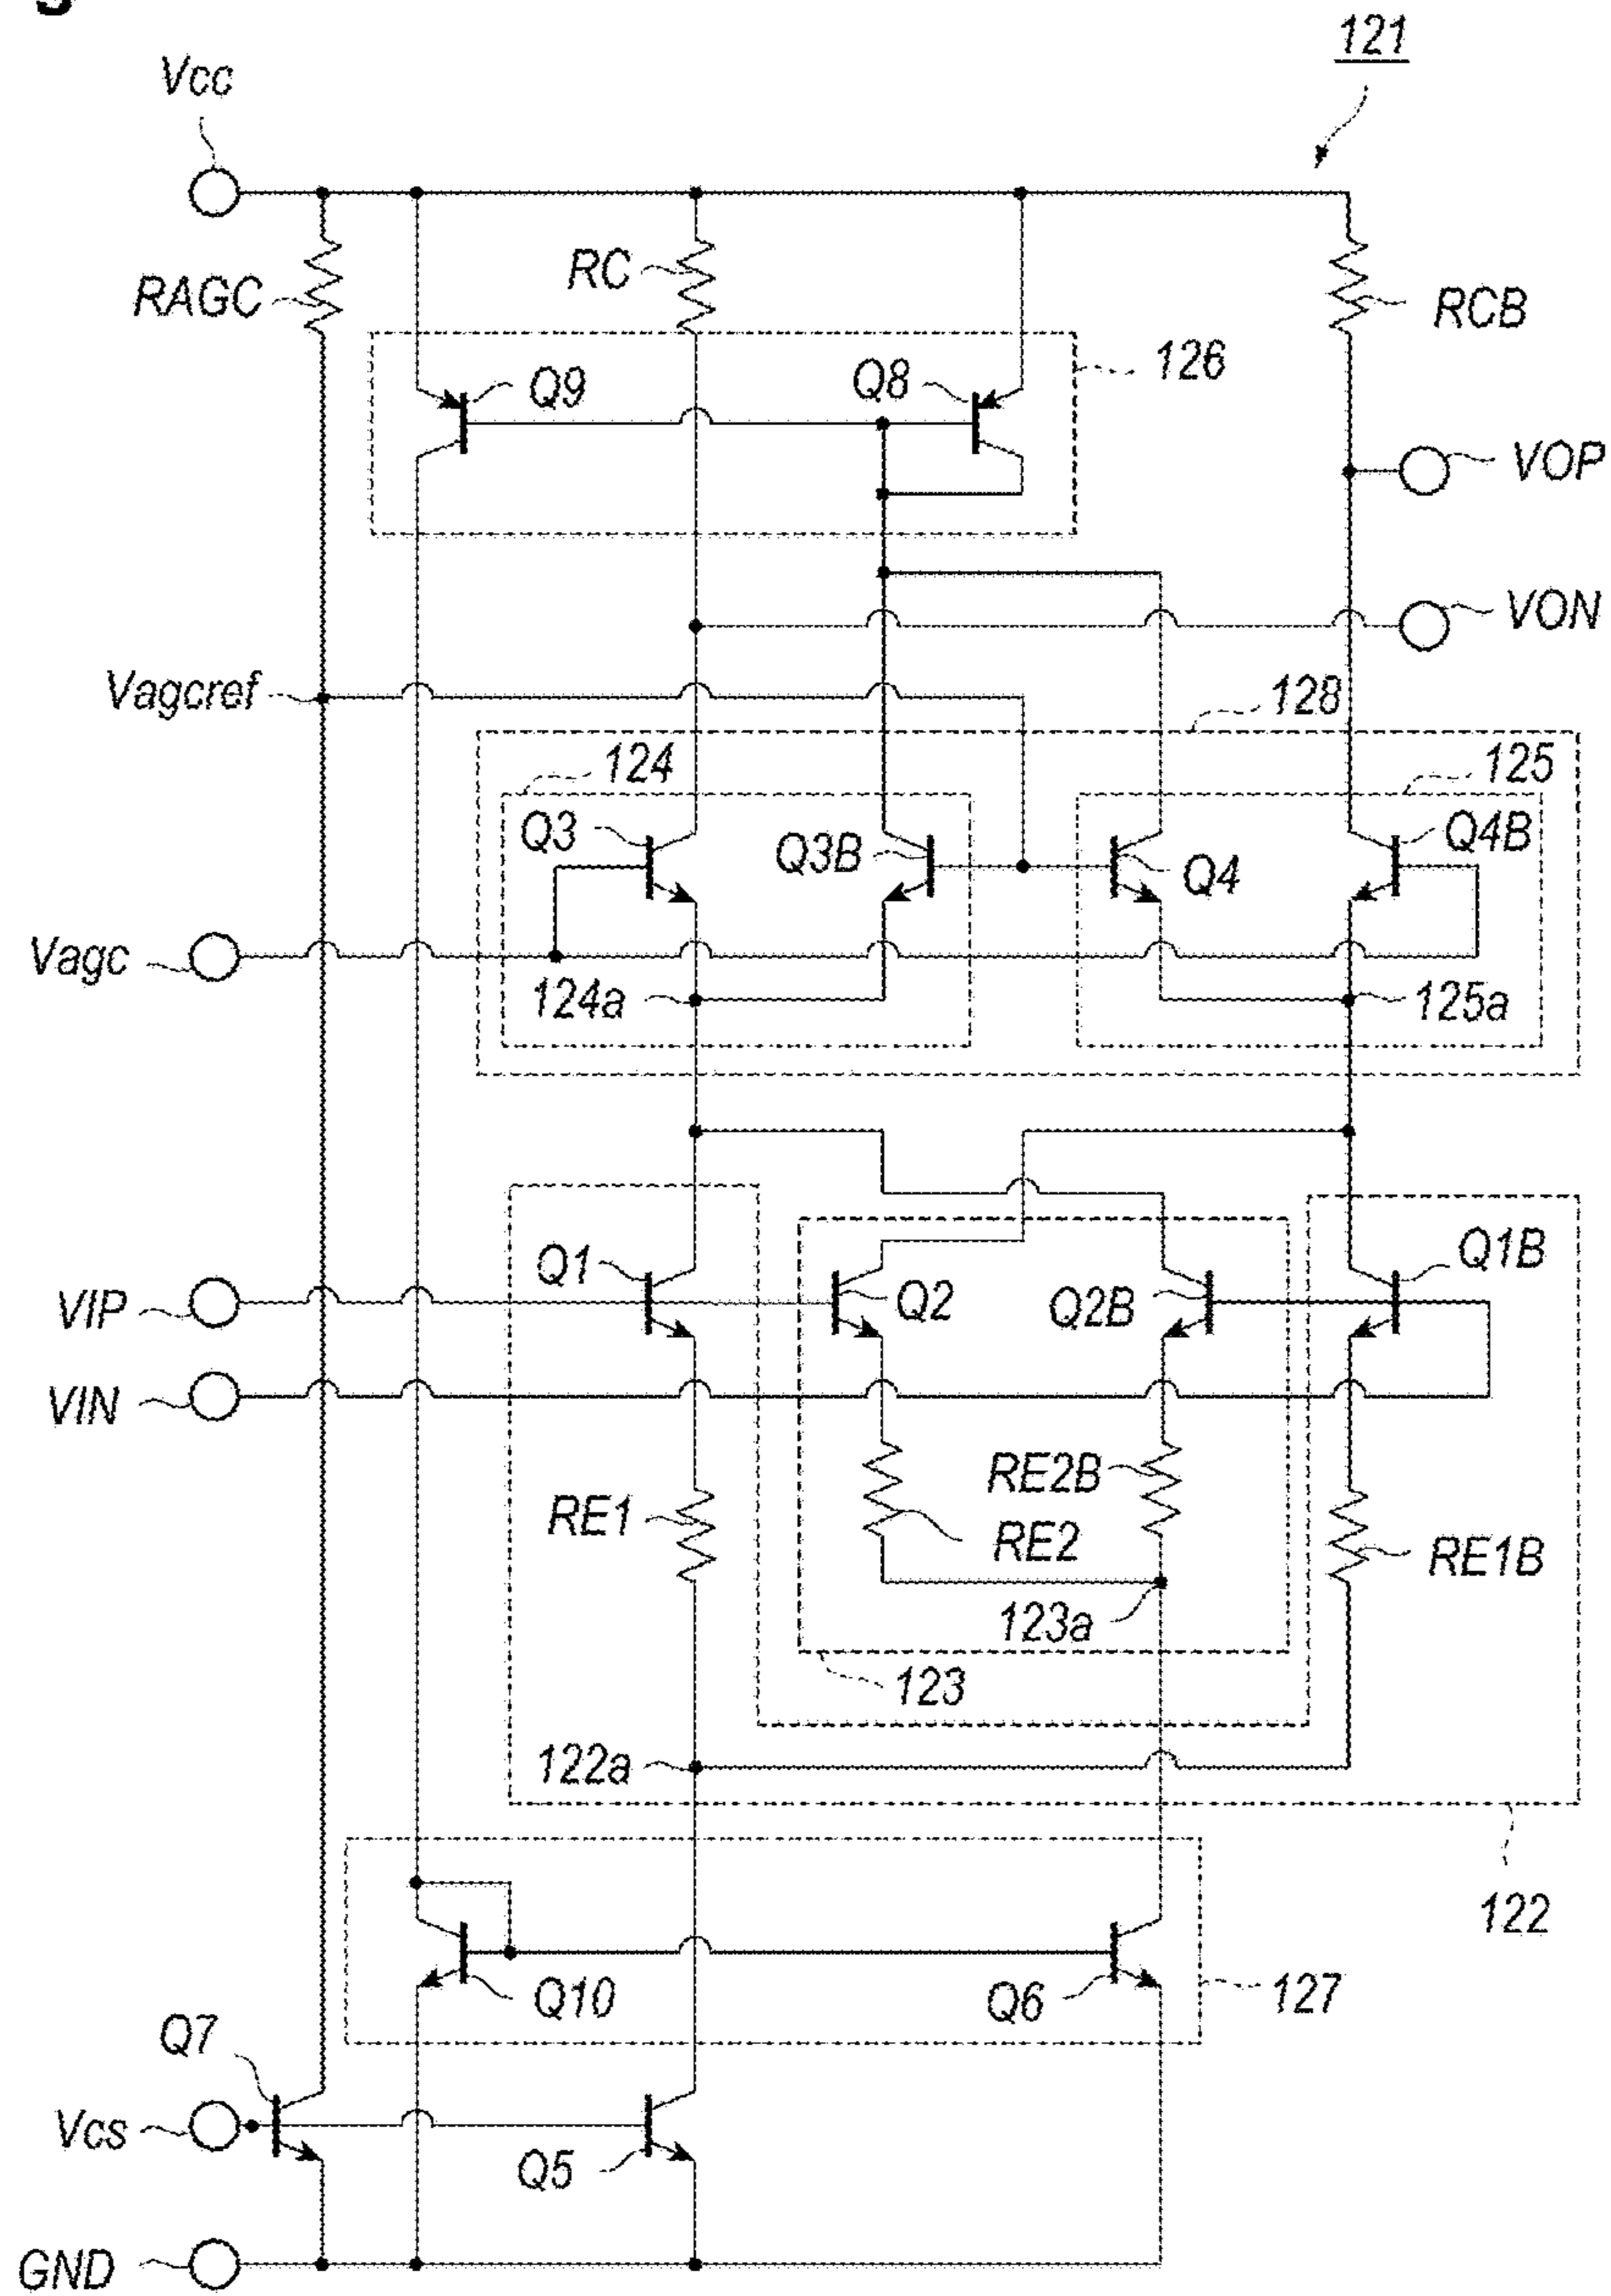 121
Vcc
RAGC
RC
RCB
126
Q9
Q8
VOP
VON
Vagcref
128
124
125
Q3
Q3B
Q4
Q4B
Vagc
124a
125a
Q1
Q2
Q2B
Q1B
VIP
VIN
RE1
RE2B
RE2
RE1B
123a
123
122a
122
Q10
Q6
127
Q7
Vcs
Q5
GND